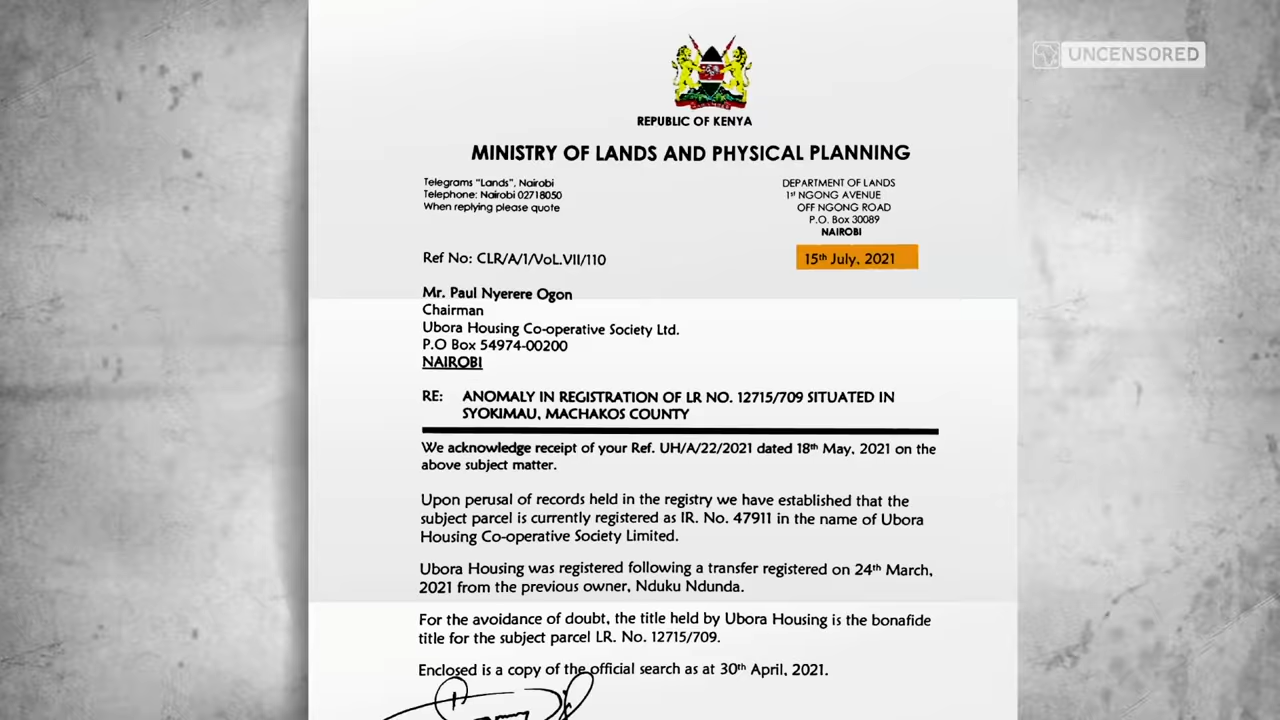 UNCENSORED
REPUBLIC OF KENYA
MINISTRY OF LANDS AND PHYSICAL PLANNING
Telegrams "Lands", Nairobi
Telephone: Nairobi 02718050
When replying please quote
DEPARTMENT OF LANDS
1st NGONG AVENUE
OFF NGONG ROAD
P.O. Box 30089
NAIROBI
Ref No: CLR/A/1/VoL.VII/110
15th July, 2021
Mr. Paul Nyerere Ogon
Chairman
Ubora Housing Co-operative Society Ltd.
P.O Box 54974-00200
NAIROBI
RE: ANOMALY IN REGISTRATION OF LR NO. 12715/709 SITUATED IN
SYOKIMAU, MACHAKOS COUNTY
We acknowledge receipt of your Ref. UH/A/22/2021 dated 18th May, 2021 on the
above subject matter.
Upon perusal of records held in the registry we have established that the
subject parcel is currently registered as IR. No. 47911 in the name of Ubora
Housing Co-operative Society Limited.
Ubora Housing was registered following a transfer registered on 24th March,
2021 from the previous owner, Nduku Ndunda.
For the avoidance of doubt, the title held by Ubora Housing is the bonafide
title for the subject parcel LR. No. 12715/709.
Enclosed is a copy of the official search as at 30th April, 2021.